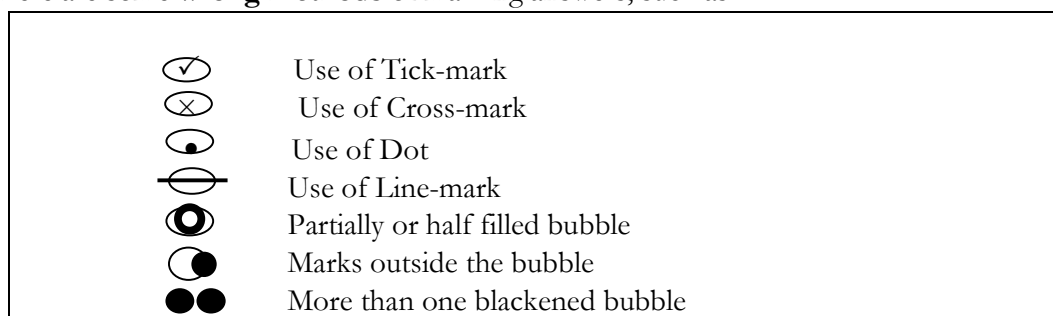 Use of Tick-mark
Use of Cross-mark
Use of Dot
Use of Line-mark
Partially or half filled bubble
Marks outside the bubble
More than one blackened bubble